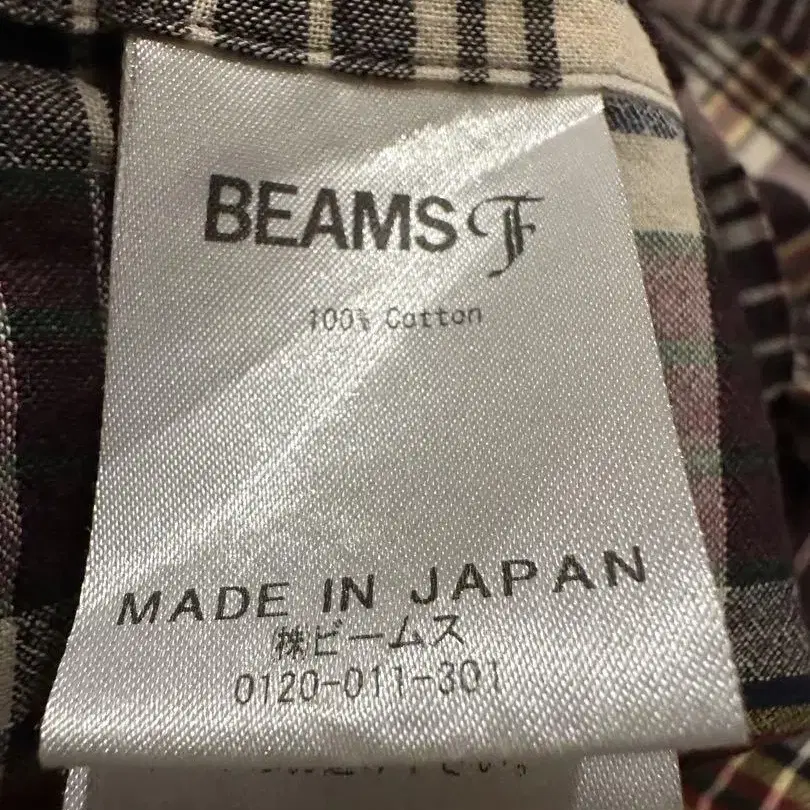 BEAMS F
100% Cotton
MADE IN JAPAN
株ビームス
0120-011-301